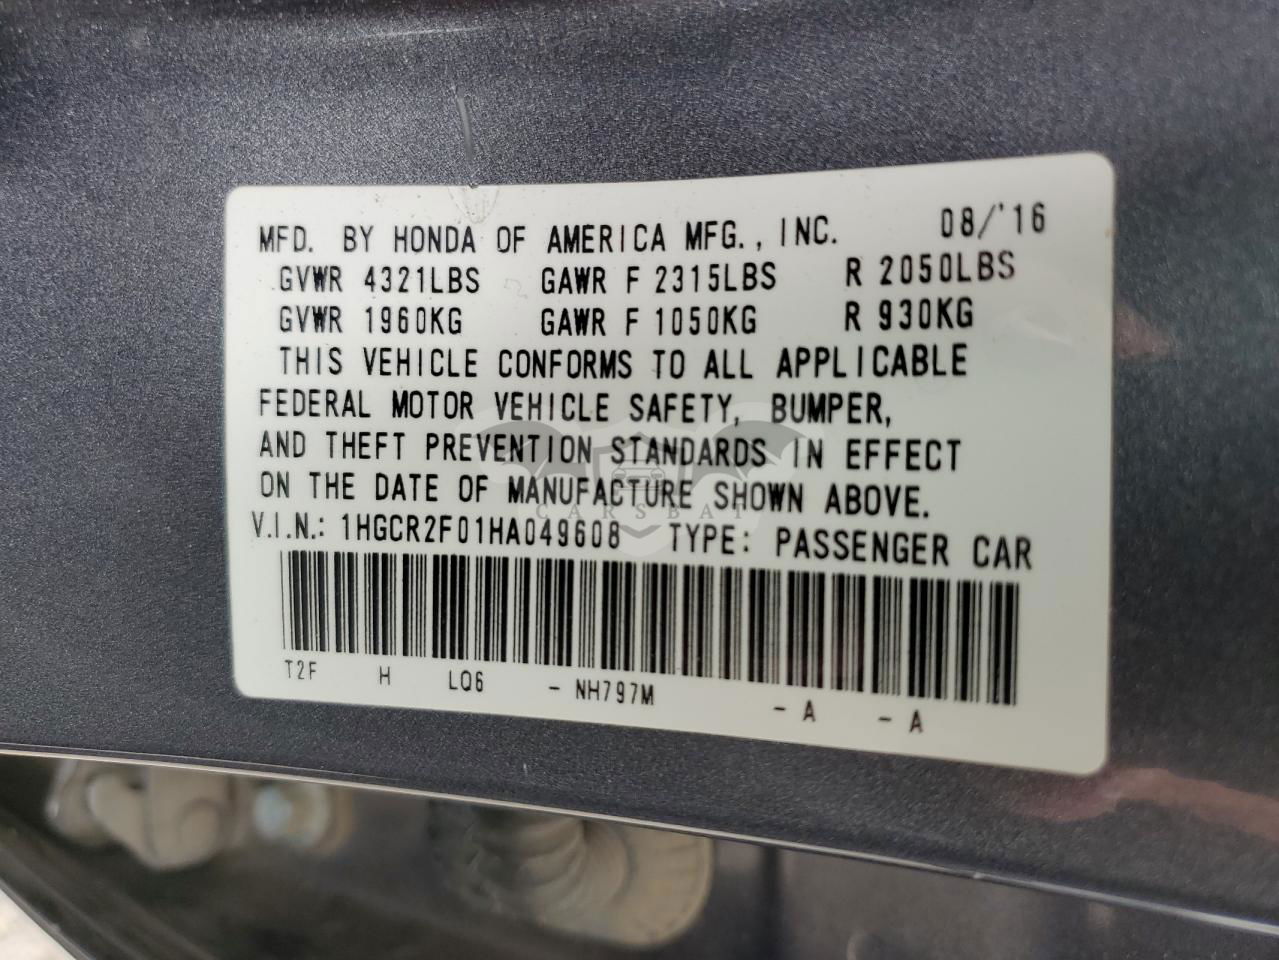 MFD. BY HONDA OF AMERICA MFG., INC. 08/'16
GVWR 4321LBS GAWR F 2315LBS R 2050LBS
GVWR 1960KG GAWR F 1050KG R 930KG
THIS VEHICLE CONFORMS TO ALL APPLICABLE
FEDERAL MOTOR VEHICLE SAFETY, BUMPER,
AND THEFT PREVENTION STANDARDS IN EFFECT
ON THE DATE OF MANUFACTURE SHOWN ABOVE.
CARSBAT
V.I.N.: 1HGCR2F01HA049608 TYPE: PASSENGER CAR
T2F H LQ6 - NH797M - A - A